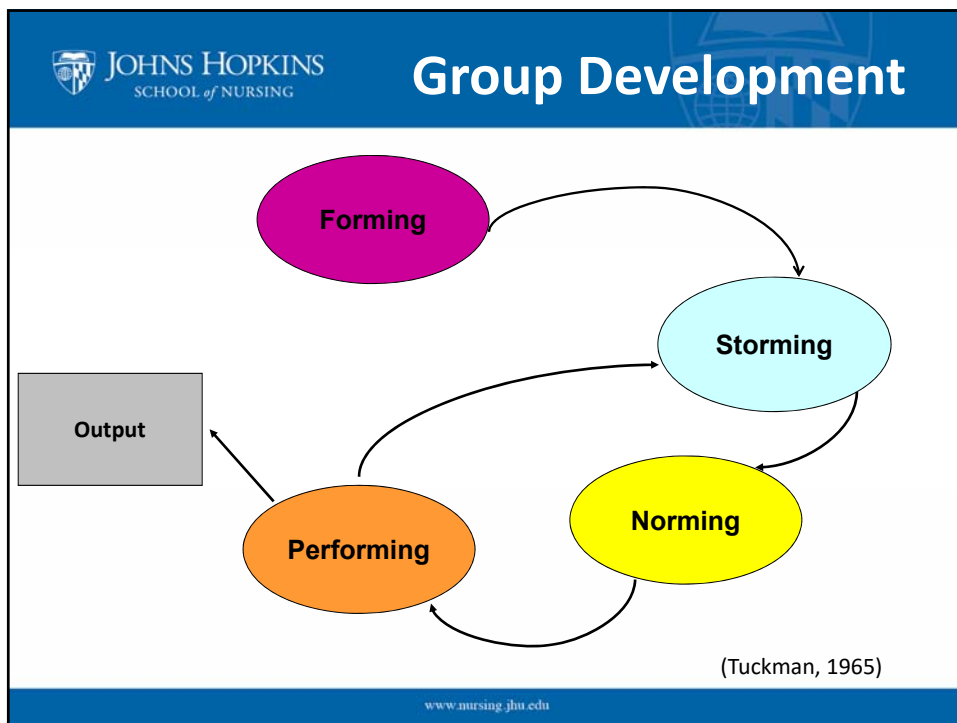 JOHNS HOPKINS
SCHOOL of NURSING
Group Development
Forming
Storming
Output
Norming
Performing
(Tuckman, 1965)
www.nursing.jhu.edu